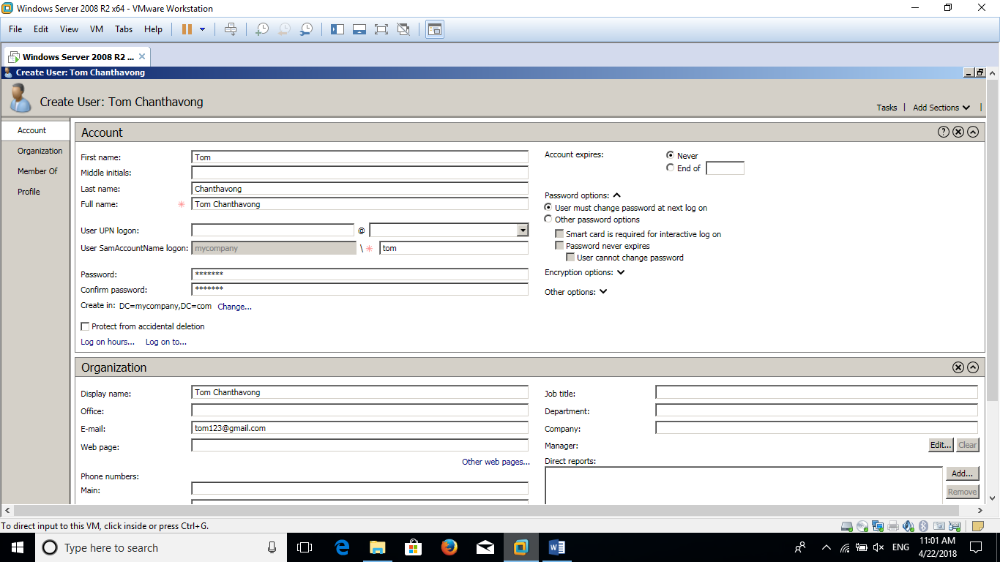 Windows Server 2008 R2 x64 - VMware Workstation
File Edit View VM Tabs Help
Windows Server 2008 R2 ...
Create User: Tom Chanthavong
Create User: Tom Chanthavong
Tasks | Add Sections
Account
Organization
Member Of
Profile
Account
First name: Tom
Middle initials:
Last name: Chanthavong
Full name: * Tom Chanthavong
User UPN logon: @
User SamAccountName logon: mycompany \ * tom
Password: *******
Confirm password: *******
Create in: DC=mycompany,DC=com Change...
Protect from accidental deletion
Log on hours... Log on to...
Account expires: Never
End of
Password options:
User must change password at next log on
Other password options
Smart card is required for interactive log on
Password never expires
User cannot change password
Encryption options:
Other options:
Organization
Display name: Tom Chanthavong
Office:
E-mail: tom123@gmail.com
Web page:
Other web pages...
Phone numbers:
Main:
Job title:
Department:
Company:
Manager: Edit... Clear
Direct reports:
Add...
Remove
To direct input to this VM, click inside or press Ctrl+G.
Type here to search
ENG
11:01 AM
4/22/2018